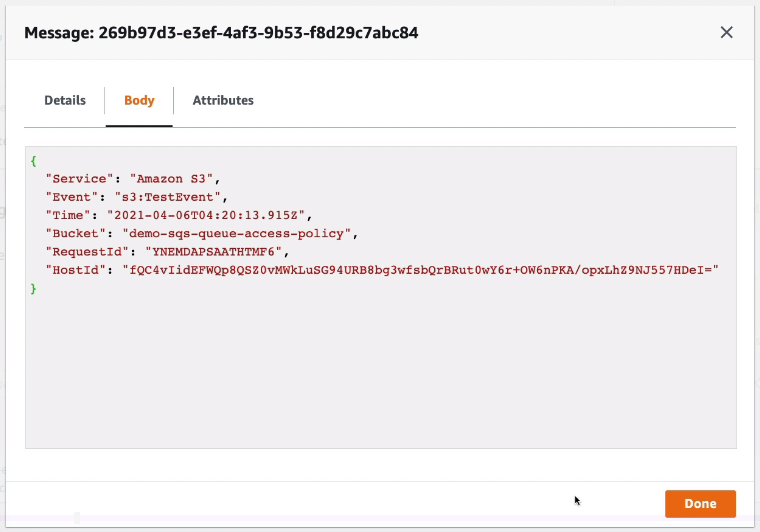 Message: 269b97d3-e3ef-4af3-9b53-f8d29c7abc84
Details
Body
Attributes
{
"Service": "Amazon S3",
"Event": "s3:TestEvent",
"Time": "2021-04-06T04:20:13.915Z",
"Bucket": "demo-sqs-queue-access-policy",
"RequestId": "YNEMDAPSAATHTMF6",
"HostId": "fQC4vIidEFWQp8QSZ0vMWkLuSG94URB8bg3wfsbQrBRut0wY6r+OW6nPKA/opxLhZ9NJ557HDeI="
}
Done